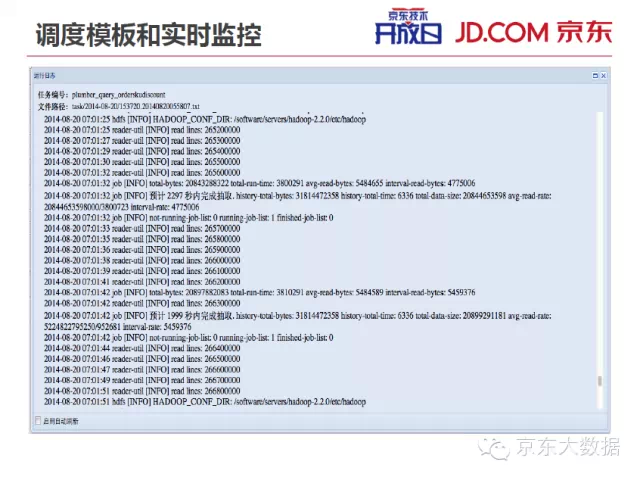 调度模板和实时监控
京东技术
开放日
JD.COM 京东
运行日志
任务编号: plumber_query_orderskudiscount
文件路径: task/2014-08-20/153720.20140820055807.txt
2014-08-20 07:01:25 hdfs [INFO] HADOOP_CONF_DIR: /software/servers/hadoop-2.2.0/etc/hadoop
2014-08-20 07:01:25 reader-util [INFO] read lines: 265200000
2014-08-20 07:01:27 reader-util [INFO] read lines: 265300000
2014-08-20 07:01:29 reader-util [INFO] read lines: 265400000
2014-08-20 07:01:30 reader-util [INFO] read lines: 265500000
2014-08-20 07:01:32 reader-util [INFO] read lines: 265600000
2014-08-20 07:01:32 job [INFO] total-bytes: 20843288322 total-run-time: 3800291 avg-read-bytes: 5484655 interval-read-bytes: 4775006
2014-08-20 07:01:32 job [INFO] 预计 2297 秒内完成抽取. history-total-bytes: 31814472358 history-total-time: 6336 total-data-size: 20844653598 avg-read-rate:
20844653598000/3800723 interval-rate: 4775006
2014-08-20 07:01:32 job [INFO] not-running-job-list: 0 running-job-list: 1 finished-job-list: 0
2014-08-20 07:01:33 reader-util [INFO] read lines: 265700000
2014-08-20 07:01:35 reader-util [INFO] read lines: 265800000
2014-08-20 07:01:36 reader-util [INFO] read lines: 265900000
2014-08-20 07:01:38 reader-util [INFO] read lines: 266000000
2014-08-20 07:01:39 reader-util [INFO] read lines: 266100000
2014-08-20 07:01:41 reader-util [INFO] read lines: 266200000
2014-08-20 07:01:42 job [INFO] total-bytes: 20897882083 total-run-time: 3810291 avg-read-bytes: 5484589 interval-read-bytes: 5459376
2014-08-20 07:01:42 reader-util [INFO] read lines: 266300000
2014-08-20 07:01:42 job [INFO] 预计 1999 秒内完成抽取. history-total-bytes: 31814472358 history-total-time: 6336 total-data-size: 20899291181 avg-read-rate:
5224822795250/952681 interval-rate: 5459376
2014-08-20 07:01:42 job [INFO] not-running-job-list: 0 running-job-list: 1 finished-job-list: 0
2014-08-20 07:01:44 reader-util [INFO] read lines: 266400000
2014-08-20 07:01:46 reader-util [INFO] read lines: 266500000
2014-08-20 07:01:47 reader-util [INFO] read lines: 266600000
2014-08-20 07:01:49 reader-util [INFO] read lines: 266700000
2014-08-20 07:01:51 reader-util [INFO] read lines: 266800000
2014-08-20 07:01:51 hdfs [INFO] HADOOP_CONF_DIR: /software/servers/hadoop-2.2.0/etc/hadoop
启用自动刷新
京东大数据